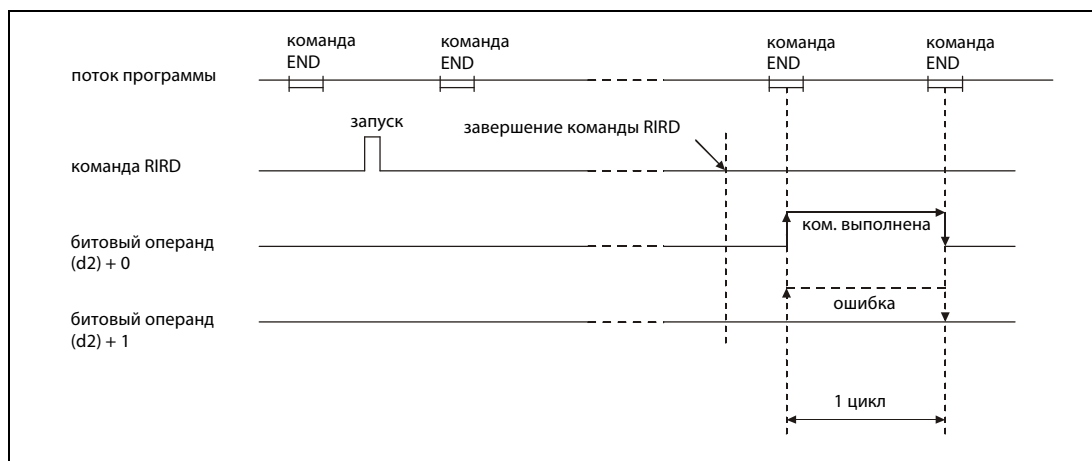 команда
END
команда
END
команда
END
команда
END
поток программы
запуск
завершение команды RIRD
команда RIRD
ком. выполнена
битовый операнд
(d2) + 0
ошибка
битовый операнд
(d2) + 1
1 цикл